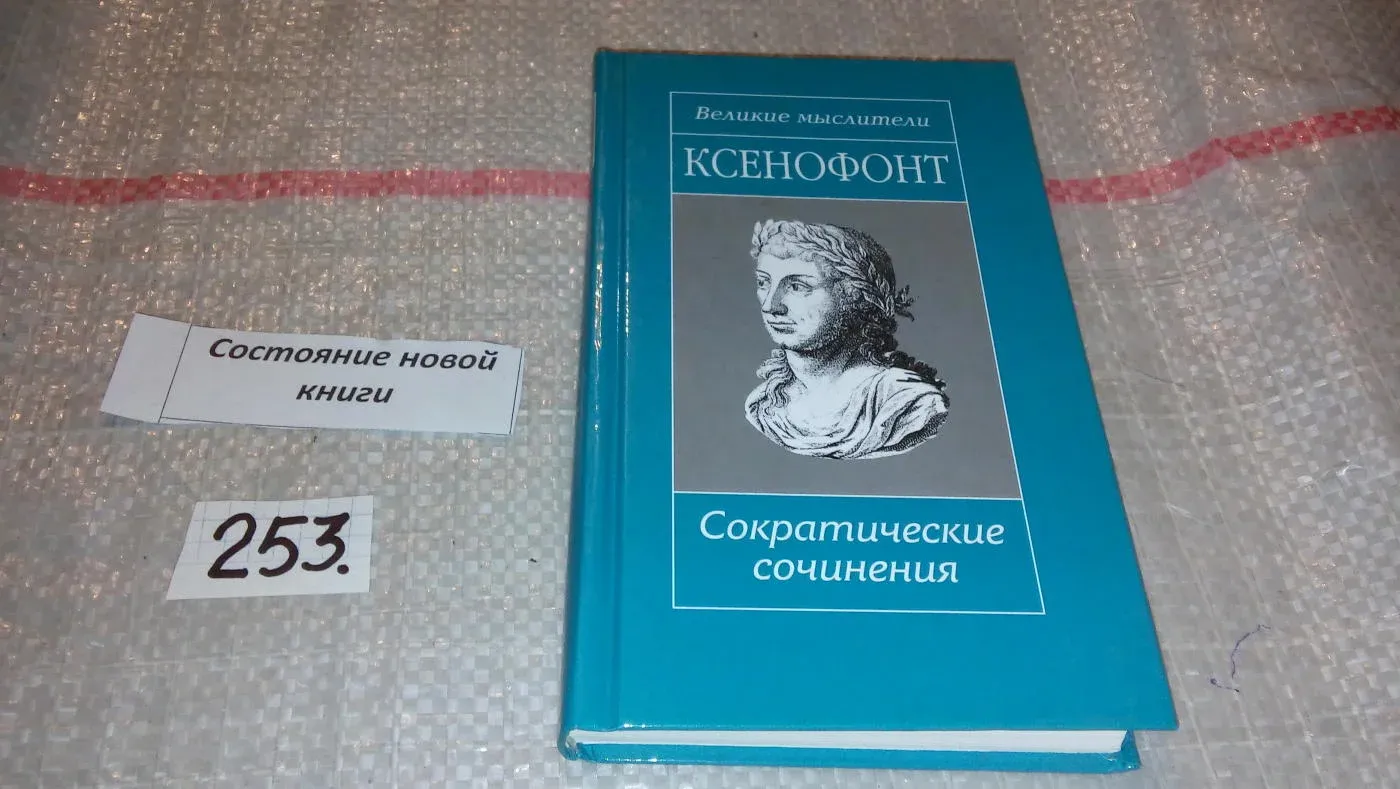 Великие мыслители
КСЕНОФОНТ
Сократические
сочинения
Состояние новой
книги
253.